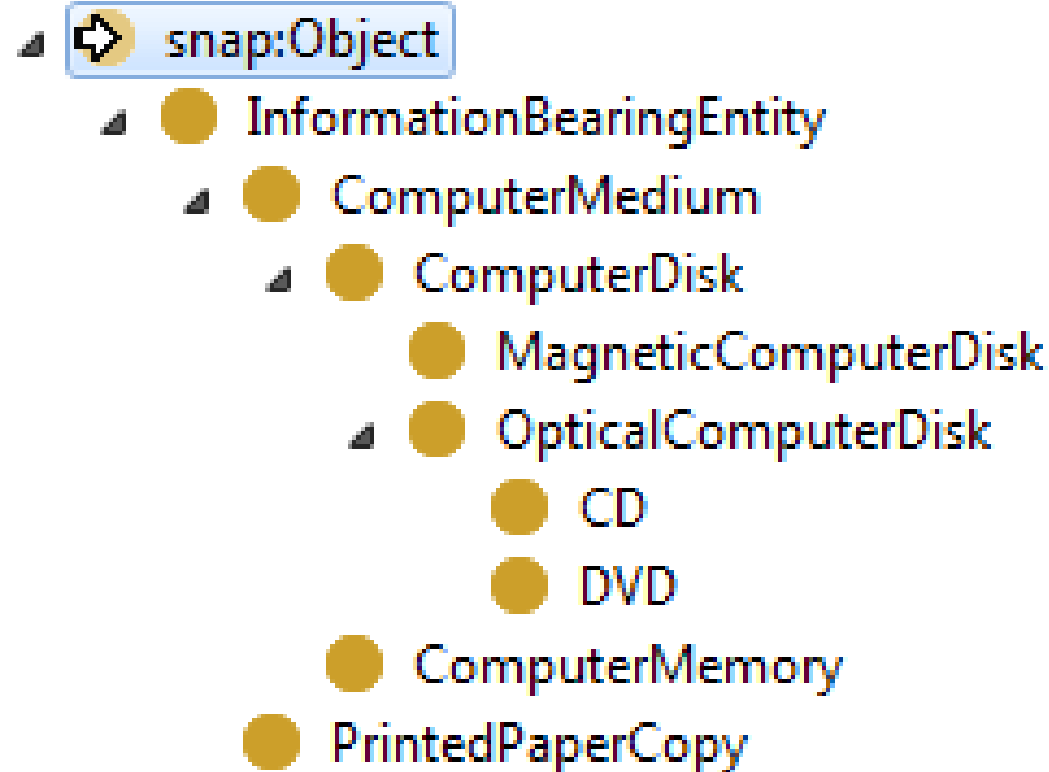 snap:Object
InformationBearingEntity
ComputerMedium
ComputerDisk
MagneticComputerDisk
OpticalComputerDisk
CD
DVD
ComputerMemory
PrintedPaperCopy